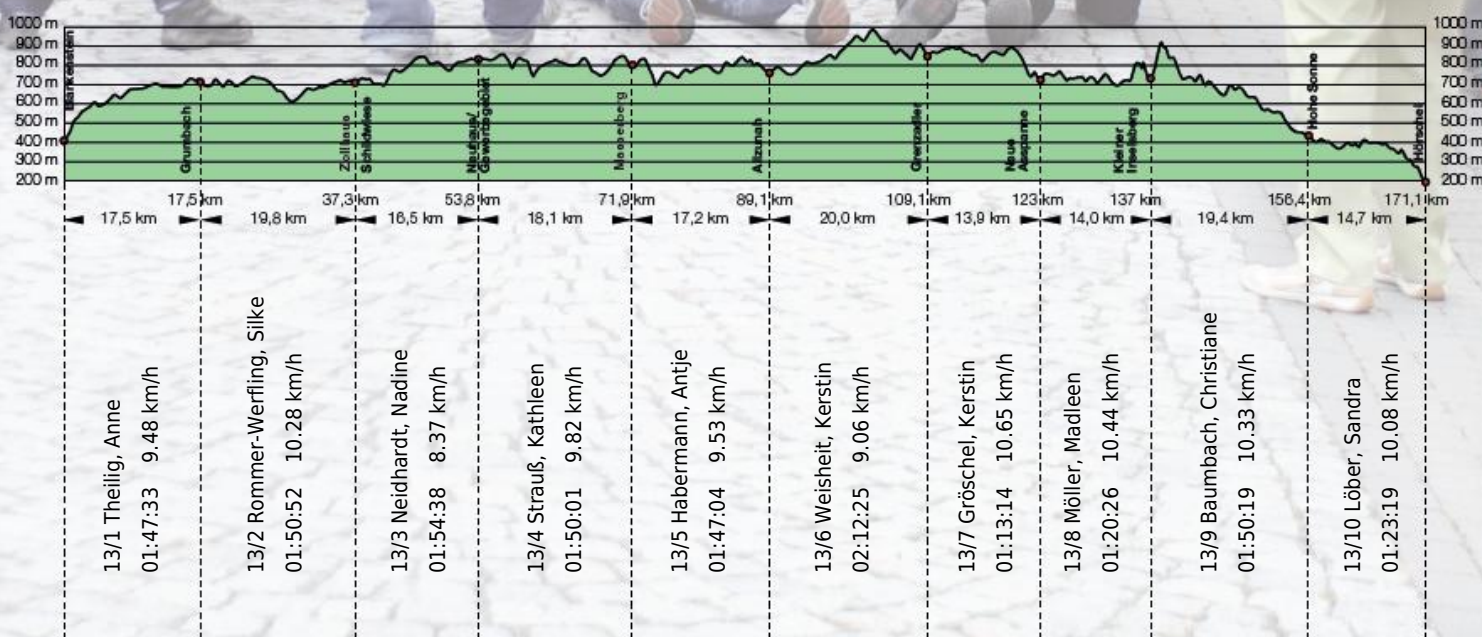 1000 m
900 m
800 m
700 m
600 m
500 m
400 m
300 m
200 m
1000 m
900 m
800 m
700 m
600 m
500 m
400 m
300 m
200 m
Blankenstein
Grumbach
Zollhaus
Schildwiese
Neuhaus/
Masserberg
Allzunah
Grenzadler
Neue
Ausspanne
Kleiner
Inselsberg
Hohe Sonne
Hörschel
17,5 km
37,3 km
53,8 km
71,9 km
89,1 km
109,1 km
123 km
137 km
156,4 km
171,1 km
17,5 km
19,8 km
16,5 km
18,1 km
17,2 km
20,0 km
13,9 km
14,0 km
19,4 km
14,7 km
13/1 Theilig, Anne
01:47:33 9.48 km/h
13/2 Rommer-Werfling, Silke
01:50:52 10.28 km/h
13/3 Neidhardt, Nadine
01:54:38 8.37 km/h
13/4 Strauß, Kathleen
01:50:01 9.82 km/h
13/5 Habermann, Antje
01:47:04 9.53 km/h
13/6 Weisheit, Kerstin
02:12:25 9.06 km/h
13/7 Gröschel, Kerstin
01:13:14 10.65 km/h
13/8 Möller, Madleen
01:20:26 10.44 km/h
13/9 Baumbach, Christiane
01:50:19 10.33 km/h
13/10 Löber, Sandra
01:23:19 10.08 km/h